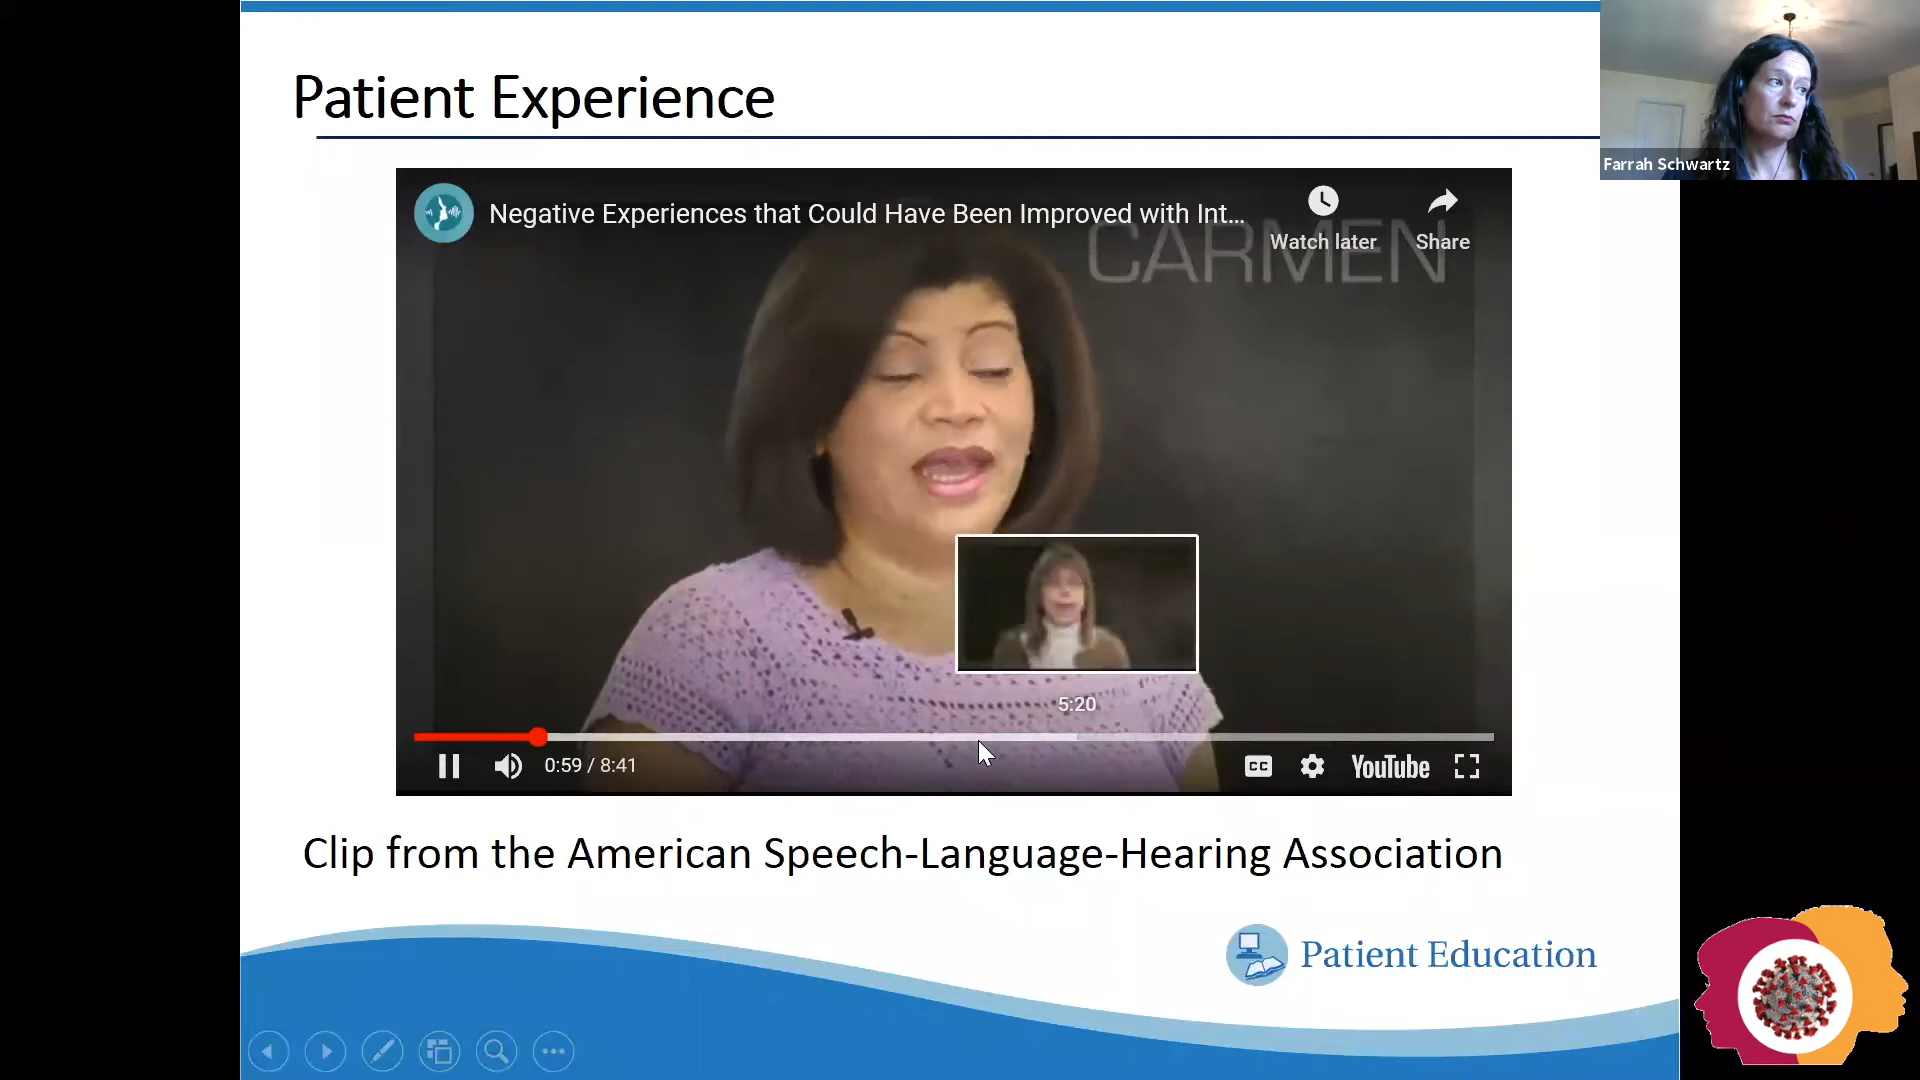 Patient Experience
Farrah Schwartz
Negative Experiences that Could Have Been Improved with Int...
CARMEN
Watch later
Share
5:20
0:59 / 8:41
CC
YouTube
Clip from the American Speech-Language-Hearing Association
Patient Education